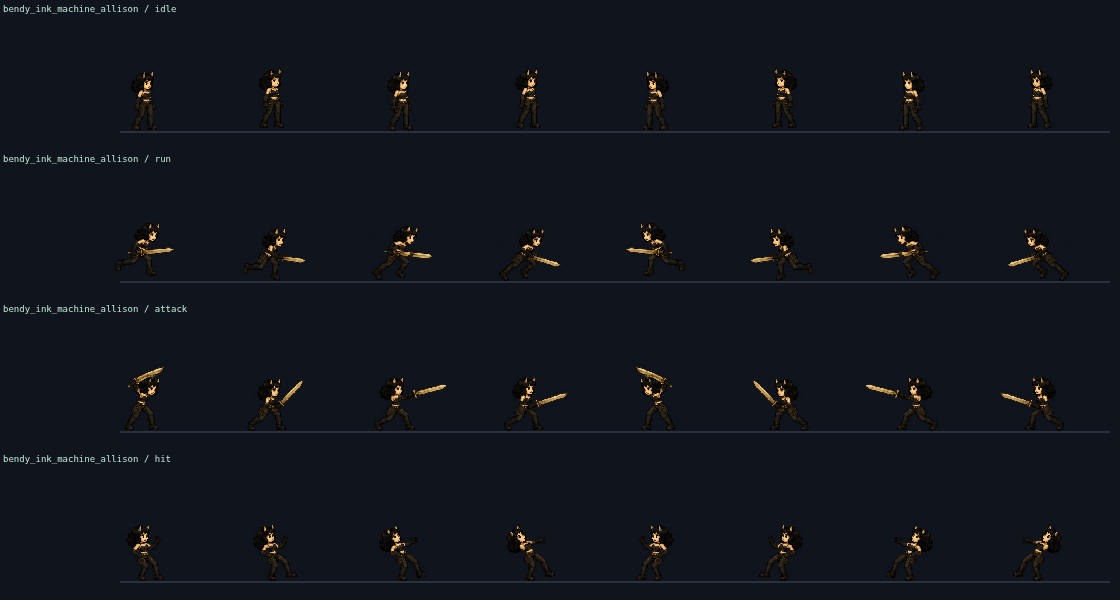 bendy_ink_machine_allison / idle
bendy_ink_machine_allison / run
bendy_ink_machine_allison / attack
bendy_ink_machine_allison / hit